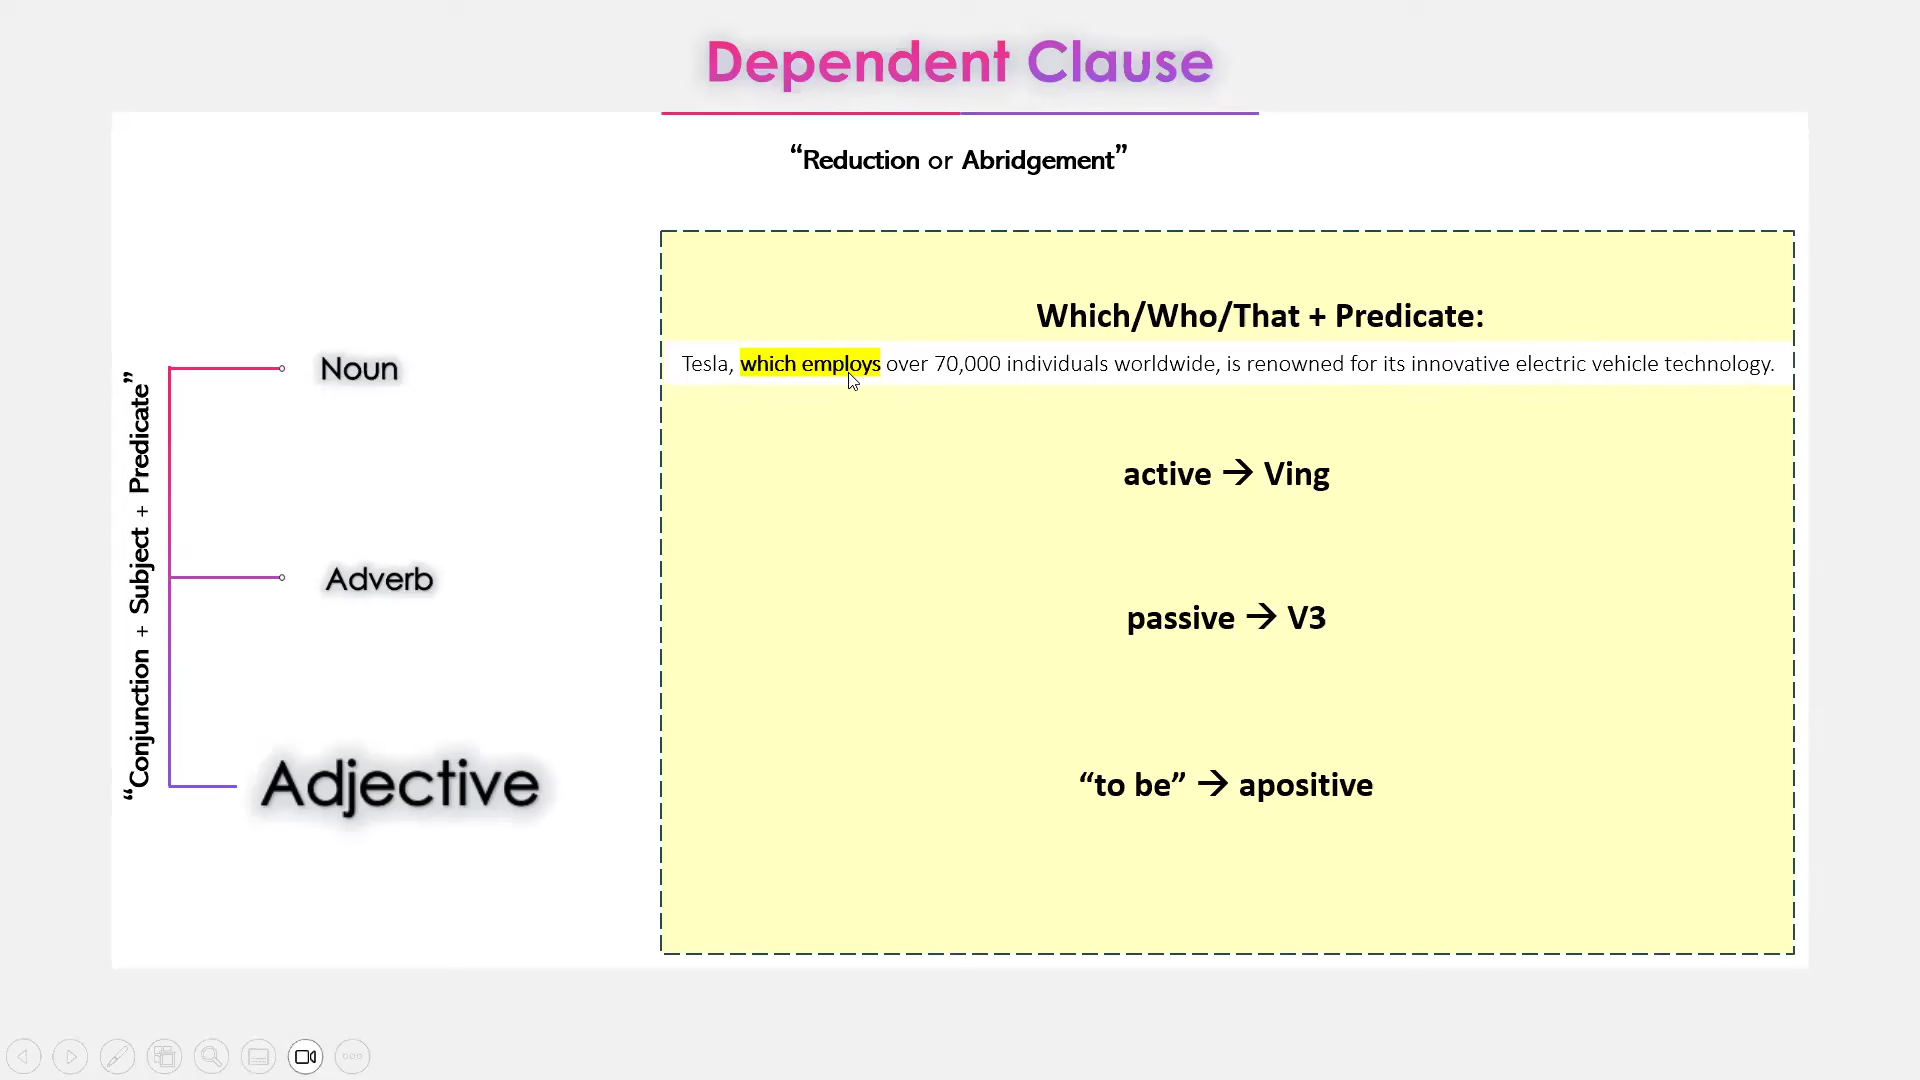 Dependent Clause
“Reduction or Abridgement”
“Conjunction + Subject + Predicate”
Noun
Adverb
Adjective
Which/Who/That + Predicate:
Tesla, which employs over 70,000 individuals worldwide, is renowned for its innovative electric vehicle technology.
active → Ving
passive → V3
“to be” → apositive